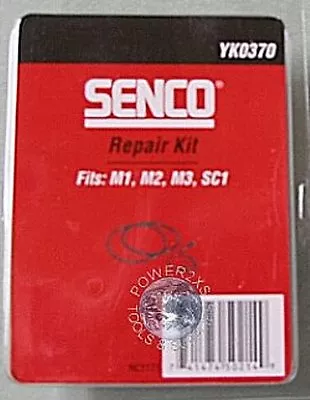 YK0370
SENCO®
Repair Kit
Fits: M1, M2, M3, SC1
POWER2XS
TOOLS &